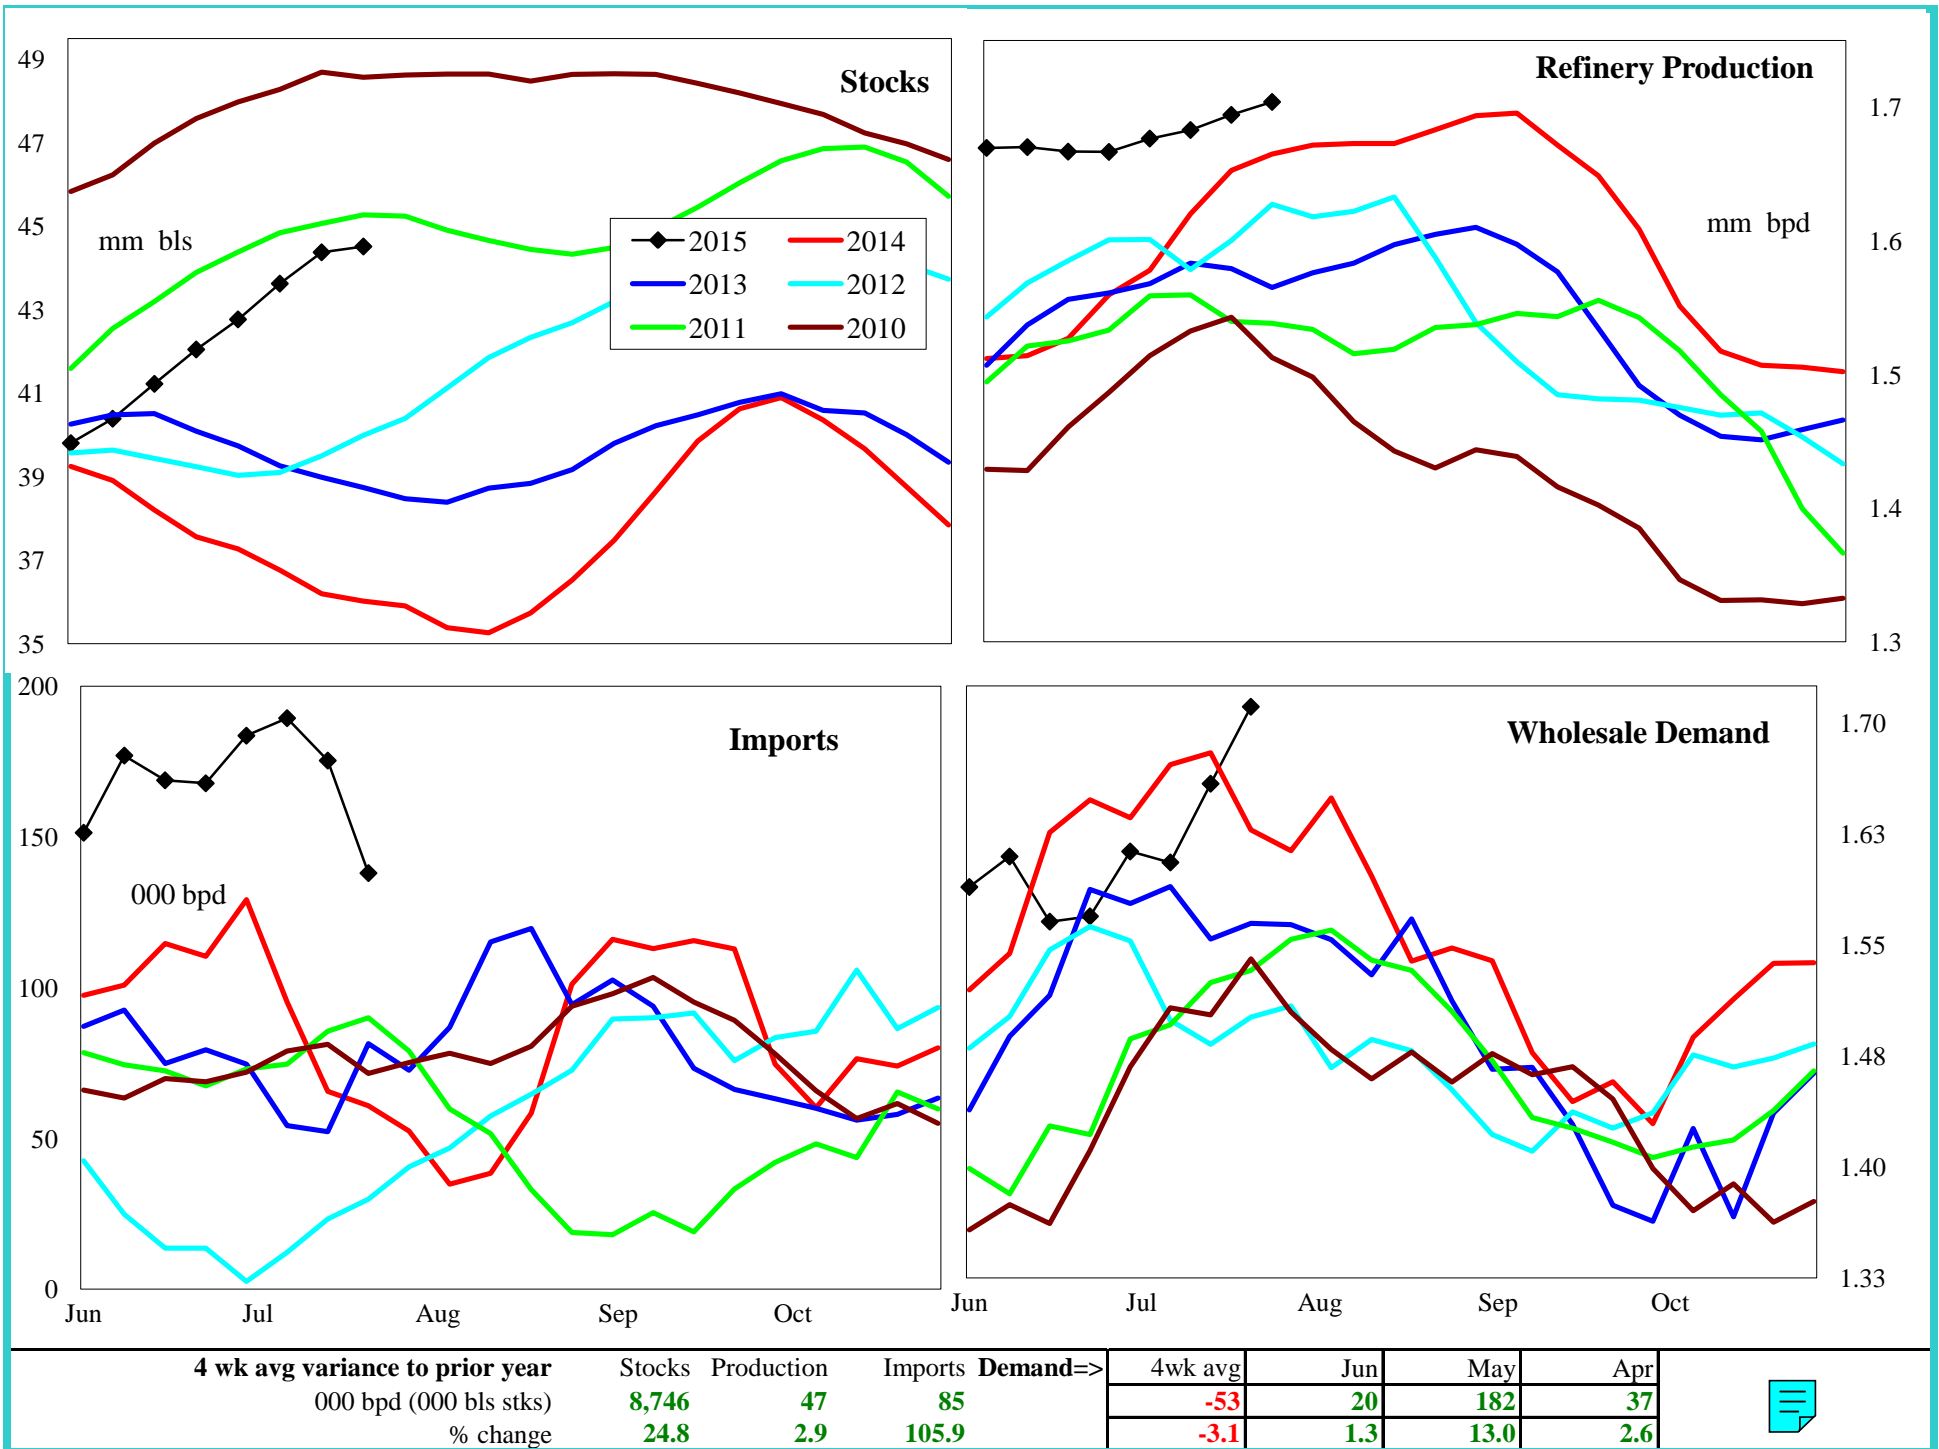 Stocks
49
47
45
43
41
39
37
35
mm bls
2015 2014
2013 2012
2011 2010
Refinery Production
mm bpd
1.7
1.6
1.5
1.4
1.3
Imports
200
150
100
50
0
000 bpd
Jun Jul Aug Sep Oct
Wholesale Demand
1.70
1.63
1.55
1.48
1.40
1.33
Jun Jul Aug Sep Oct
4 wk avg variance to prior year Stocks Production Imports Demand=> 4wk avg Jun May Apr
000 bpd (000 bls stks) 8,746 47 85 -53 20 182 37
% change 24.8 2.9 105.9 -3.1 1.3 13.0 2.6